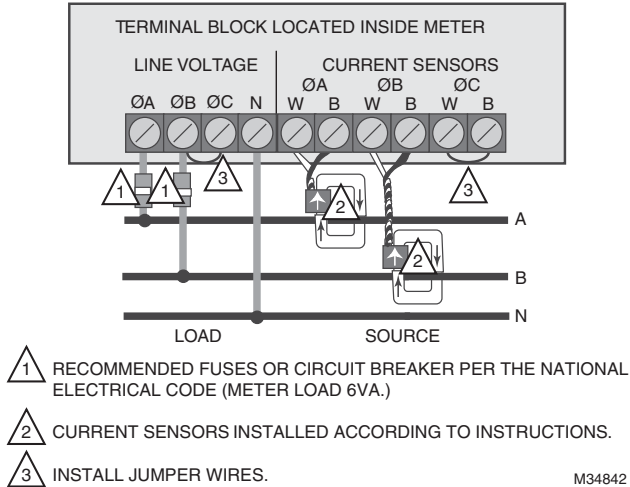 TERMINAL BLOCK LOCATED INSIDE METER
LINE VOLTAGE CURRENT SENSORS
ØA ØB ØC
ØA ØB ØC N W B W B W B
1 1 3 3
2
A
2
B
N
LOAD SOURCE
1 RECOMMENDED FUSES OR CIRCUIT BREAKER PER THE NATIONAL
ELECTRICAL CODE (METER LOAD 6VA.)
2 CURRENT SENSORS INSTALLED ACCORDING TO INSTRUCTIONS.
3 INSTALL JUMPER WIRES.
M34842